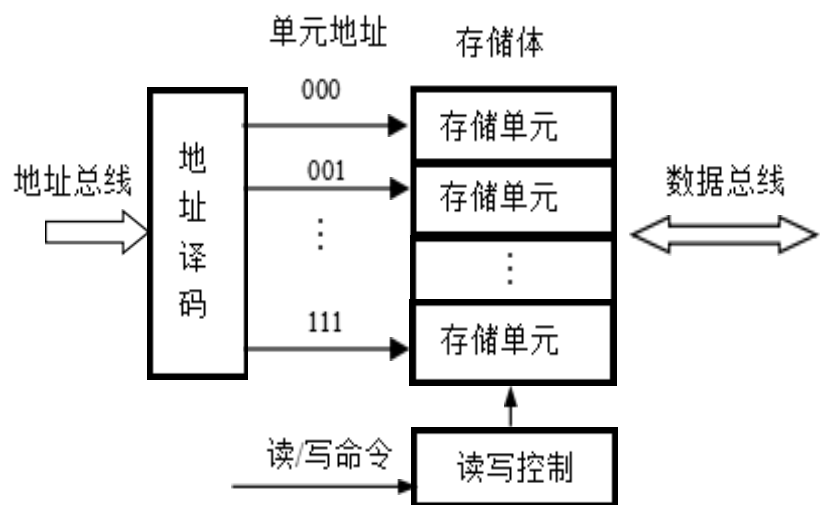 单元地址
存储体
000
存储单元
地址总线
地址译码
001
存储单元
数据总线
⋮
⋮
111
存储单元
读/写命令
读写控制